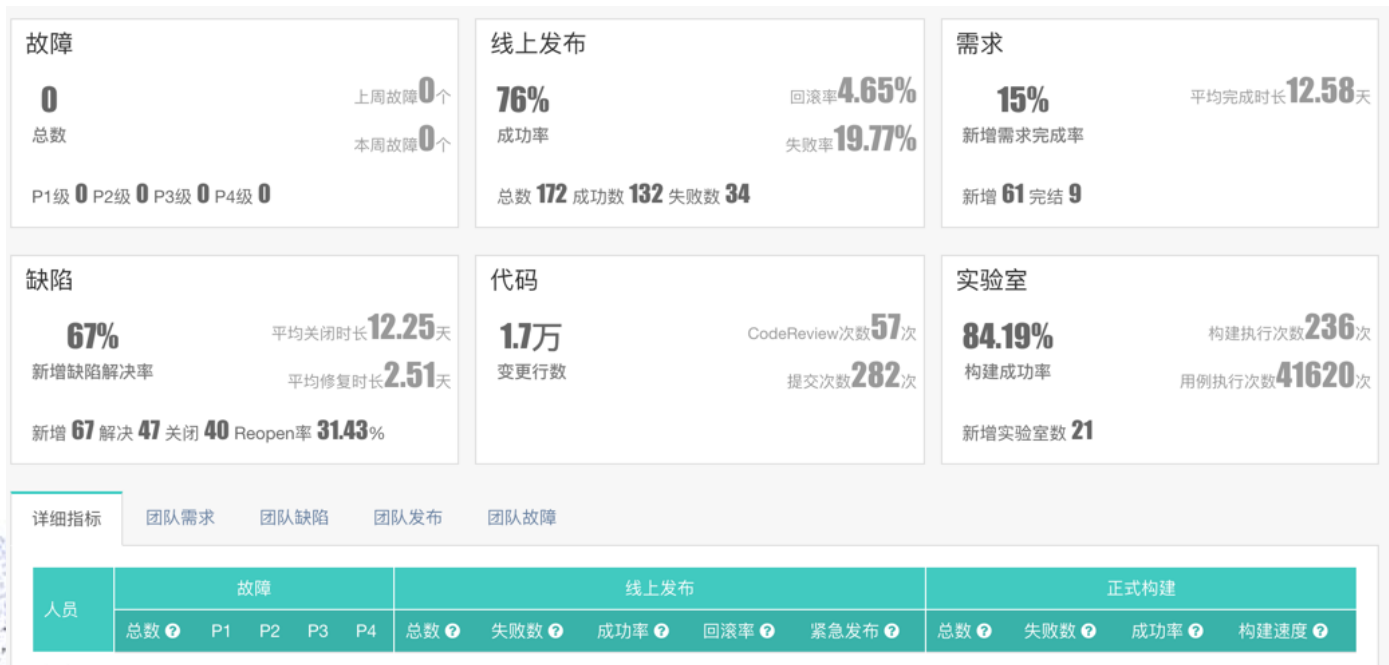 故障
0
总数
上周故障0个
本周故障0个
P1级 0 P2级 0 P3级 0 P4级 0
线上发布
76%
成功率
回滚率4.65%
失败率19.77%
总数 172 成功数 132 失败数 34
需求
15%
新增需求完成率
平均完成时长12.58天
新增 61 完结 9
缺陷
67%
新增缺陷解决率
平均关闭时长12.25天
平均修复时长2.51天
新增 67 解决 47 关闭 40 Reopen率 31.43%
代码
1.7万
变更行数
CodeReview次数57次
提交次数282次
实验室
84.19%
构建成功率
构建执行次数236次
用例执行次数41620次
新增实验室数 21
详细指标 团队需求 团队缺陷 团队发布 团队故障
人员 故障 线上发布 正式构建
总数 P1 P2 P3 P4 总数 失败数 成功率 回滚率 紧急发布 总数 失败数 成功率 构建速度